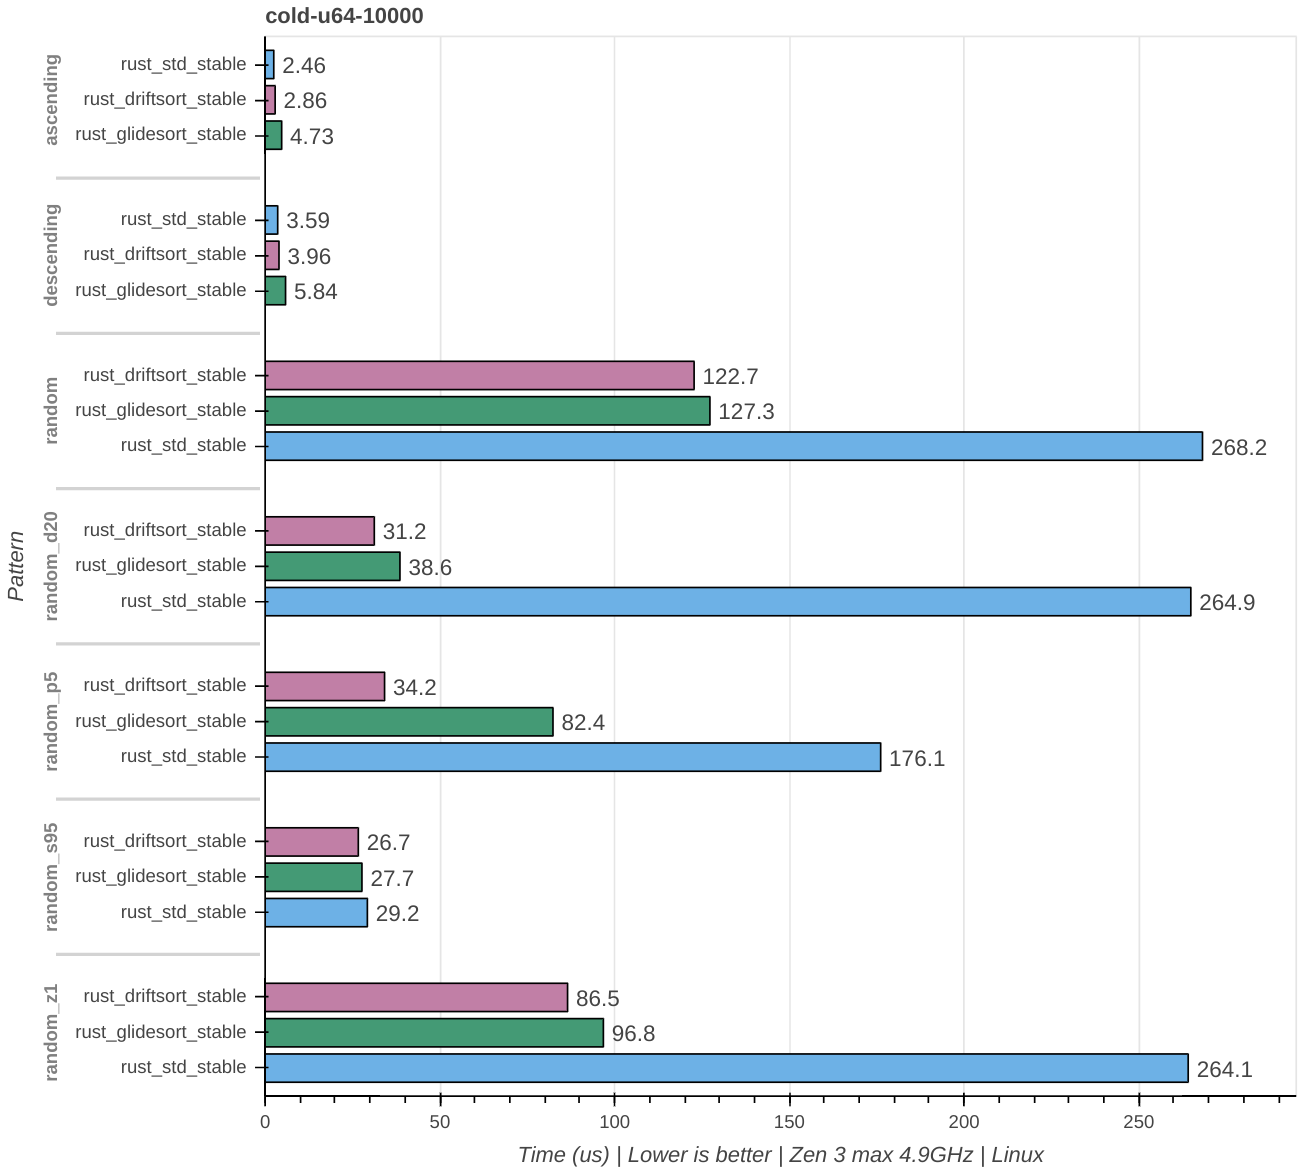 cold-u64-10000
Pattern
ascending
rust_std_stable 2.46
rust_driftsort_stable 2.86
rust_glidesort_stable 4.73
descending
rust_std_stable 3.59
rust_driftsort_stable 3.96
rust_glidesort_stable 5.84
random
rust_driftsort_stable 122.7
rust_glidesort_stable 127.3
rust_std_stable 268.2
random_d20
rust_driftsort_stable 31.2
rust_glidesort_stable 38.6
rust_std_stable 264.9
random_p5
rust_driftsort_stable 34.2
rust_glidesort_stable 82.4
rust_std_stable 176.1
random_s95
rust_driftsort_stable 26.7
rust_glidesort_stable 27.7
rust_std_stable 29.2
random_z1
rust_driftsort_stable 86.5
rust_glidesort_stable 96.8
rust_std_stable 264.1
0 50 100 150 200 250
Time (us) | Lower is better | Zen 3 max 4.9GHz | Linux